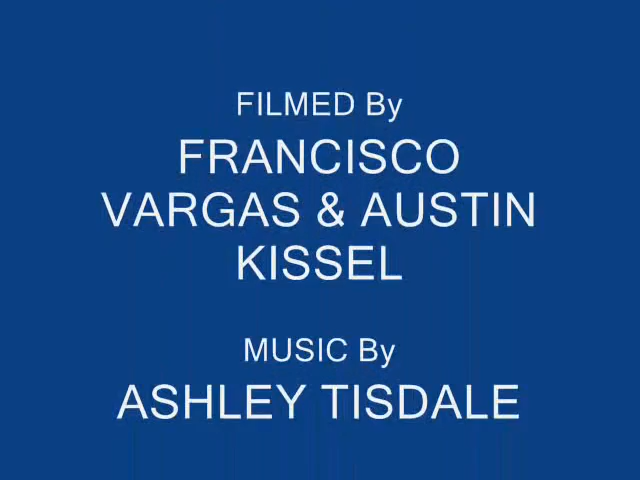 FILMED By
FRANCISCO
VARGAS & AUSTIN
KISSEL
MUSIC By
ASHLEY TISDALE